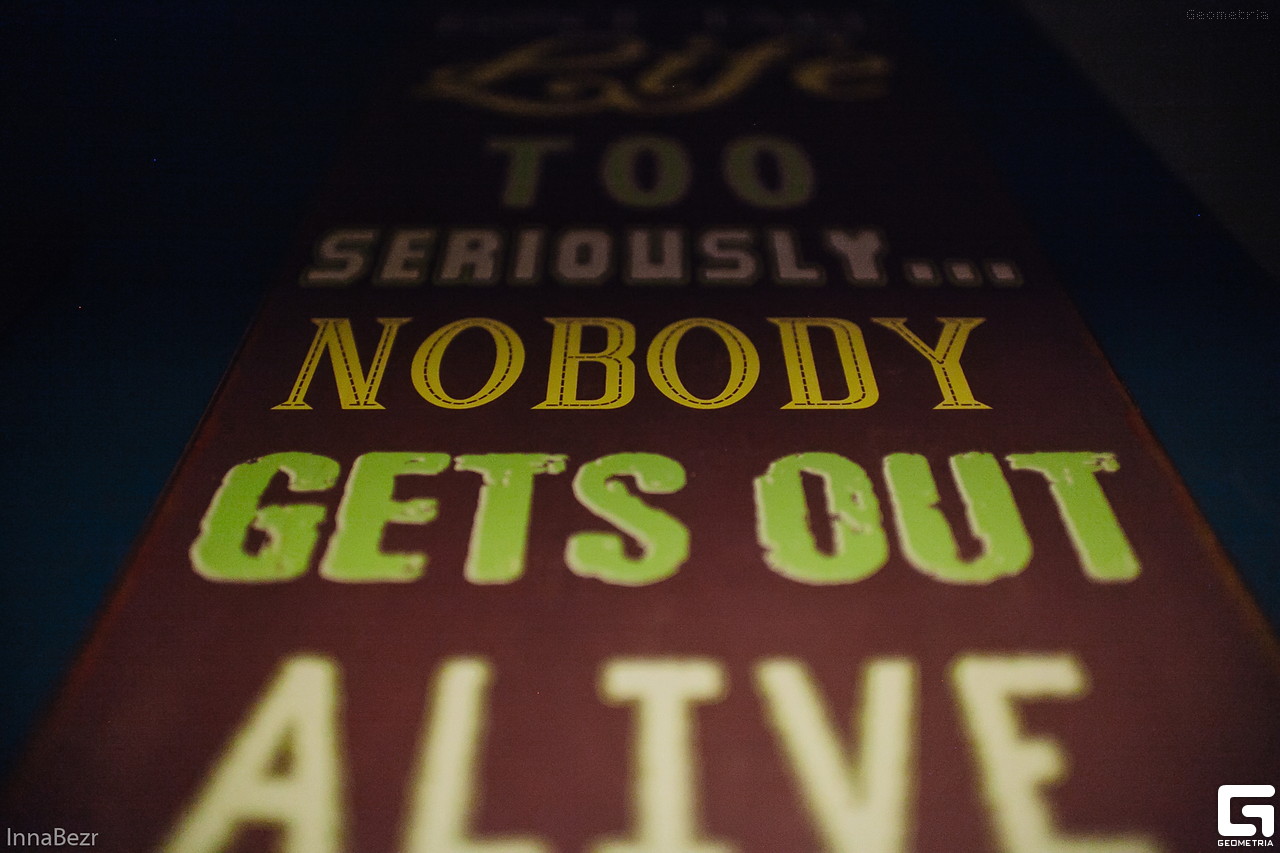 Geometria
Life
TOO
SERIOUSLY...
NOBODY
GETS OUT
ALIVE
InnaBezr
GEOMETRIA